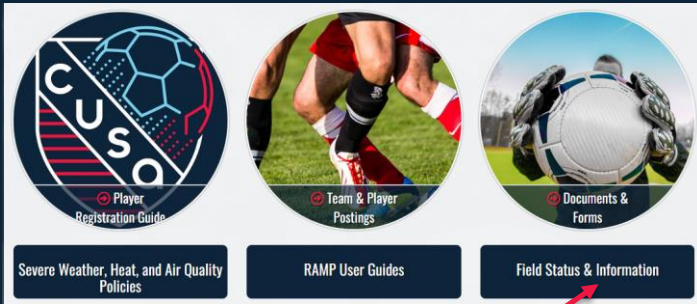 CUSA
Player
Registration Guide
Team & Player
Postings
Documents &
Forms
Severe Weather, Heat, and Air Quality
Policies
RAMP User Guides
Field Status & Information